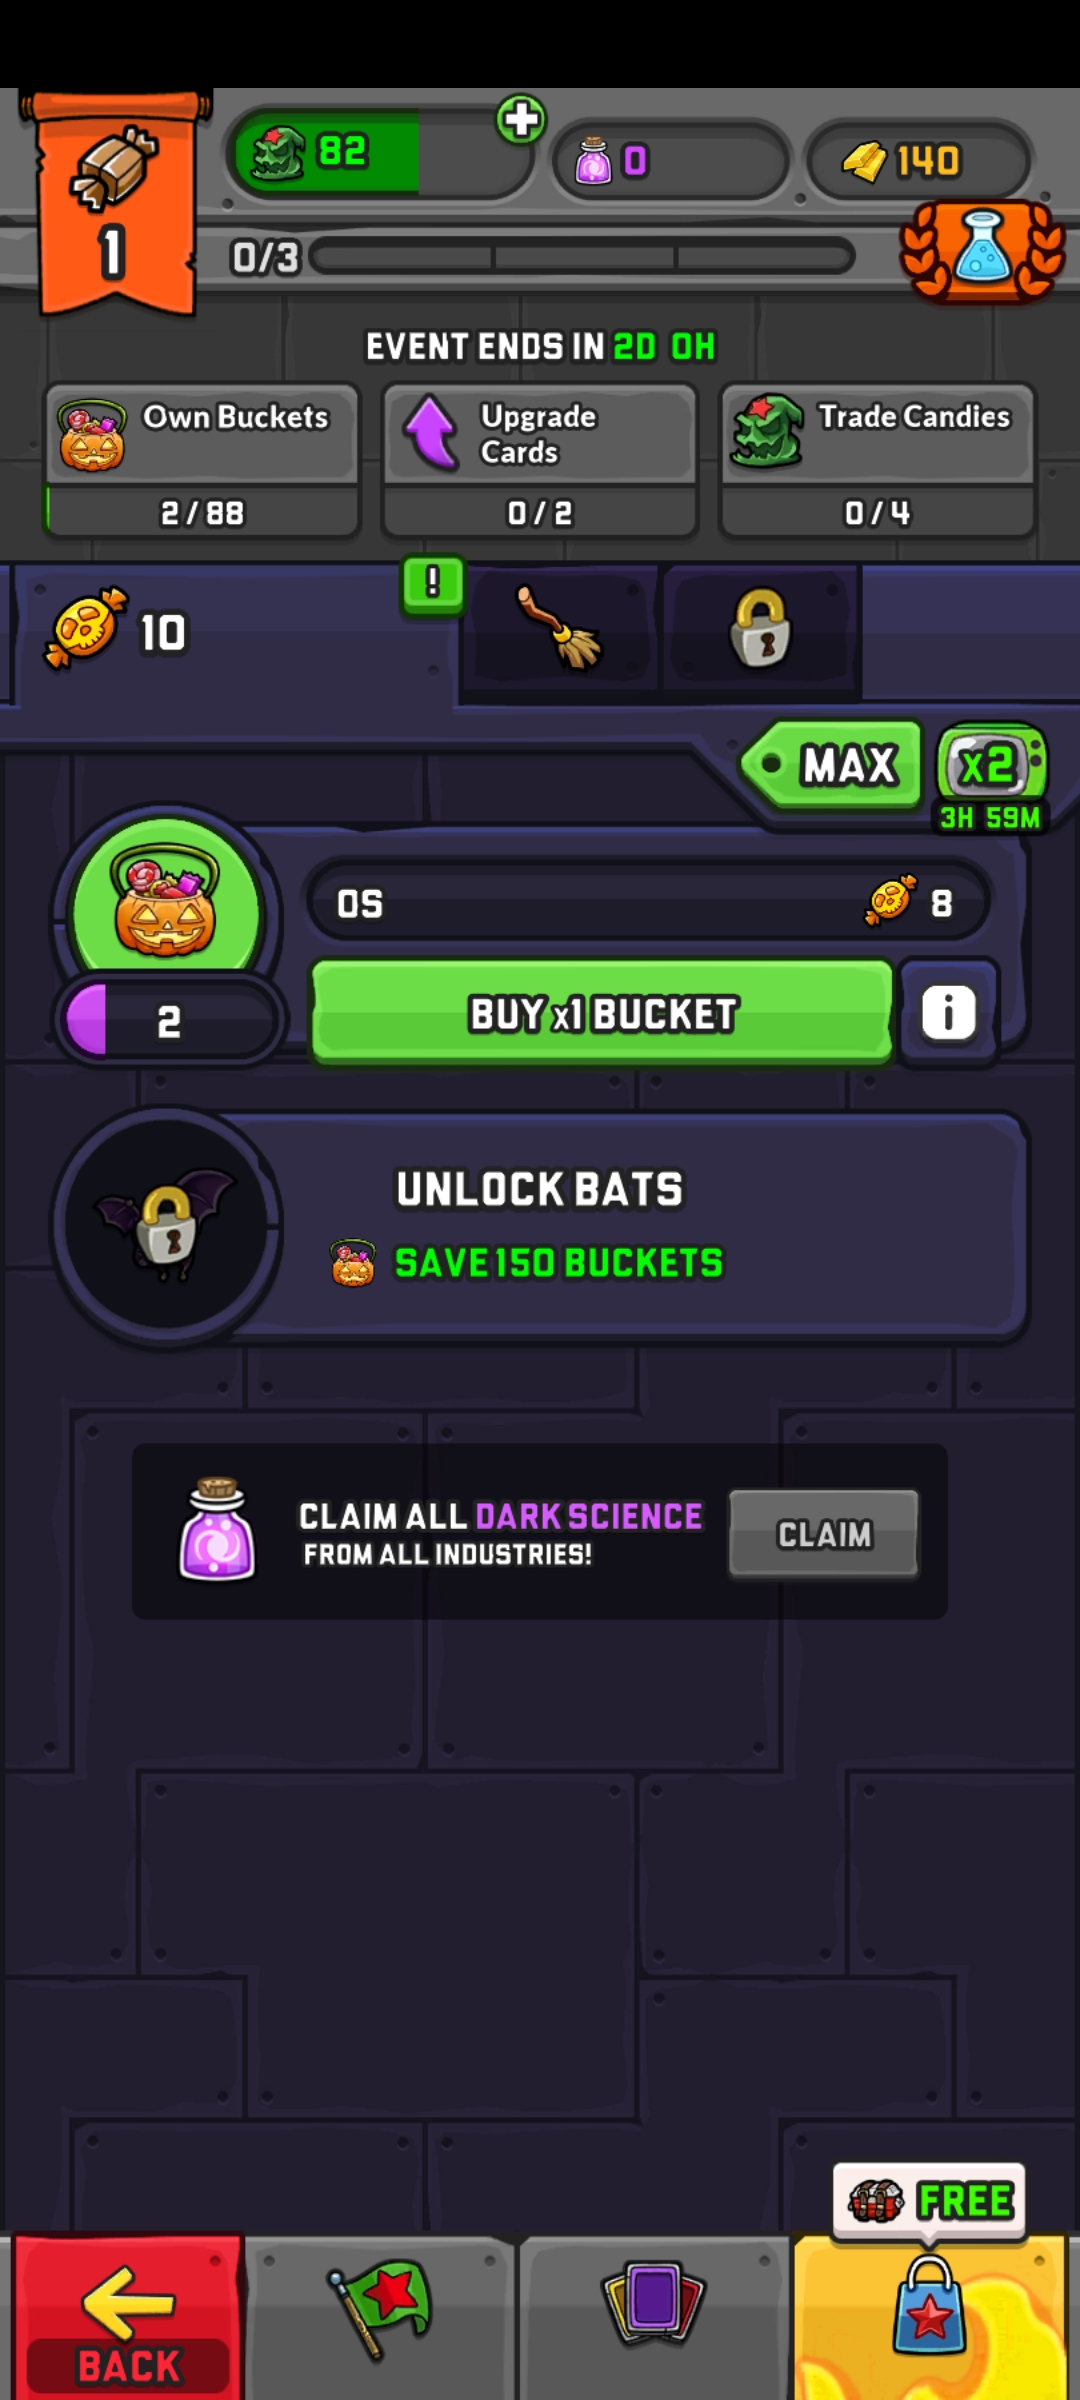 82
0
140
1
0/3
EVENT ENDS IN 2D 0H
Own Buckets
2/88
Upgrade
Cards
0/2
Trade Candies
0/4
10
!
MAX
x2
3H 59M
0S
8
2
BUY x1 BUCKET
i
UNLOCK BATS
SAVE 150 BUCKETS
CLAIM ALL DARK SCIENCE
FROM ALL INDUSTRIES!
CLAIM
FREE
BACK